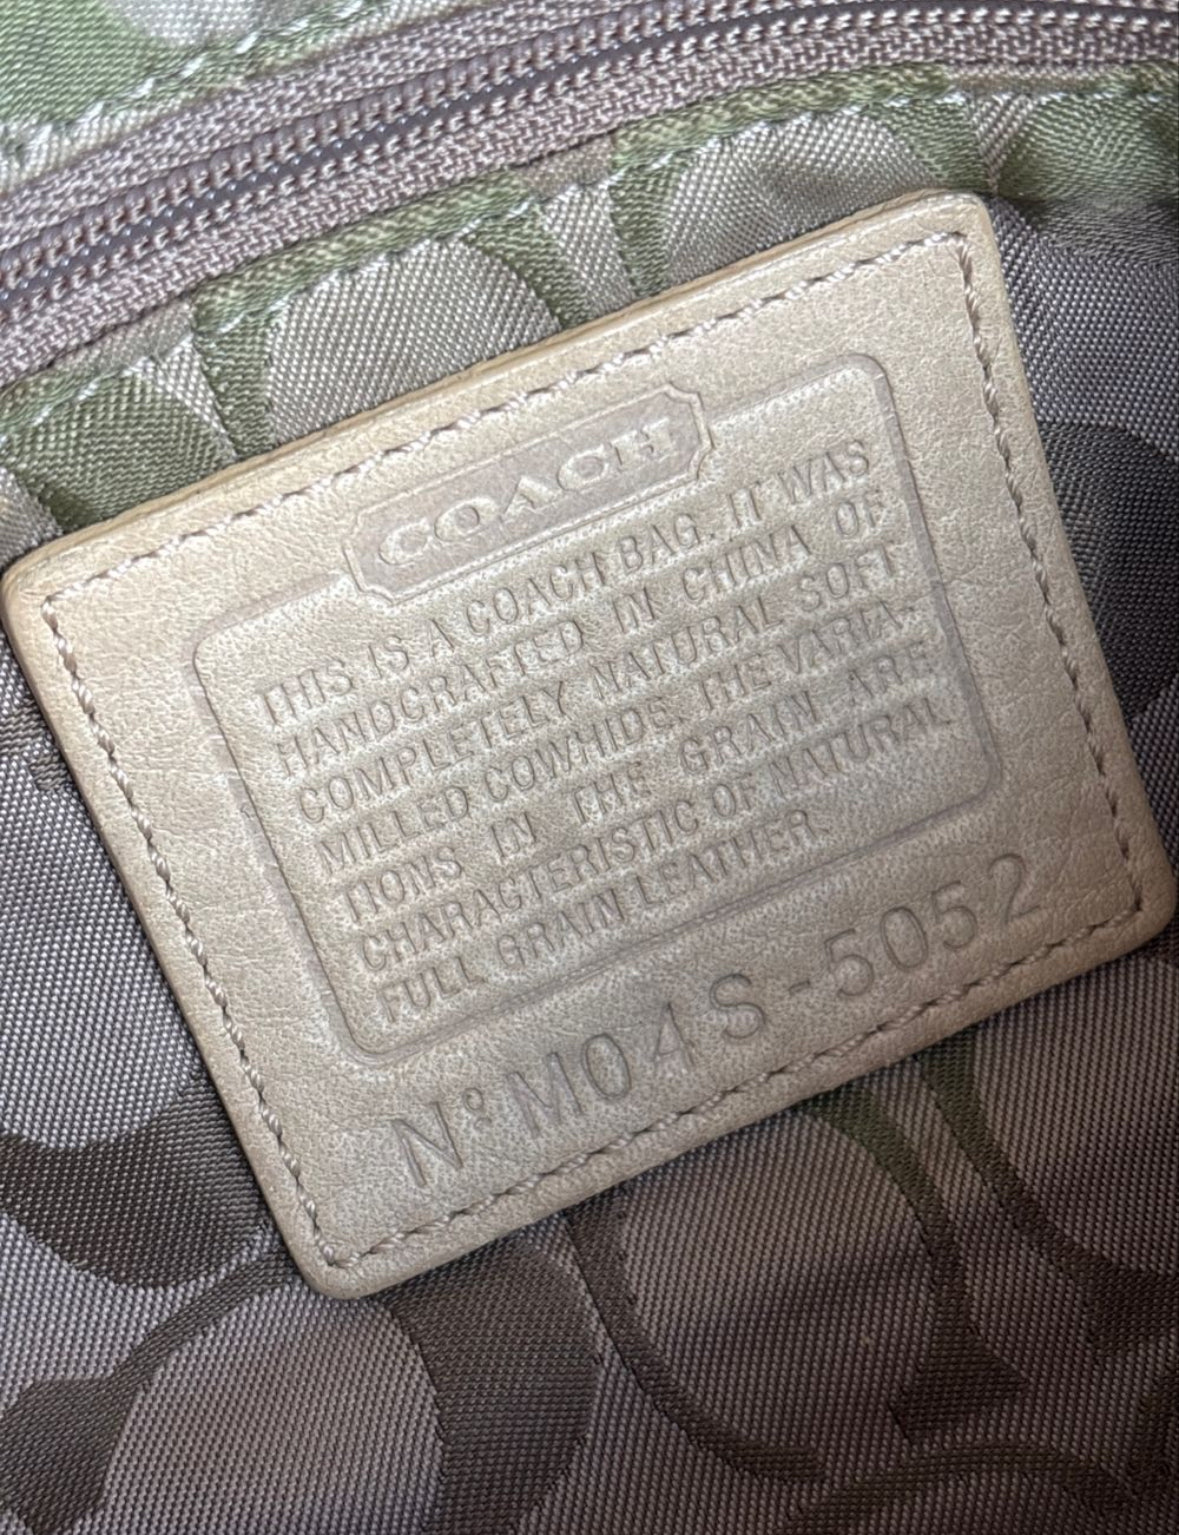 COACH
THIS IS A COACH BAG. IT WAS
HANDCRAFTED IN CHINA OF
COMPLETELY NATURAL SOFT
MILLED COWHIDE. THE VARIA-
TIONS IN THE GRAIN ARE
CHARACTERISTIC OF NATURAL
FULL GRAIN LEATHER.
Nº M04S-5052